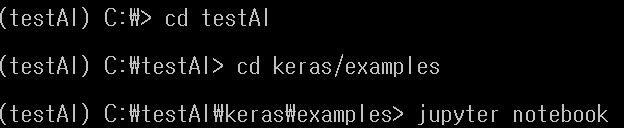 (testAI) C:₩> cd testAI
(testAI) C:₩testAI> cd keras/examples
(testAI) C:₩testAI₩keras₩examples> jupyter notebook